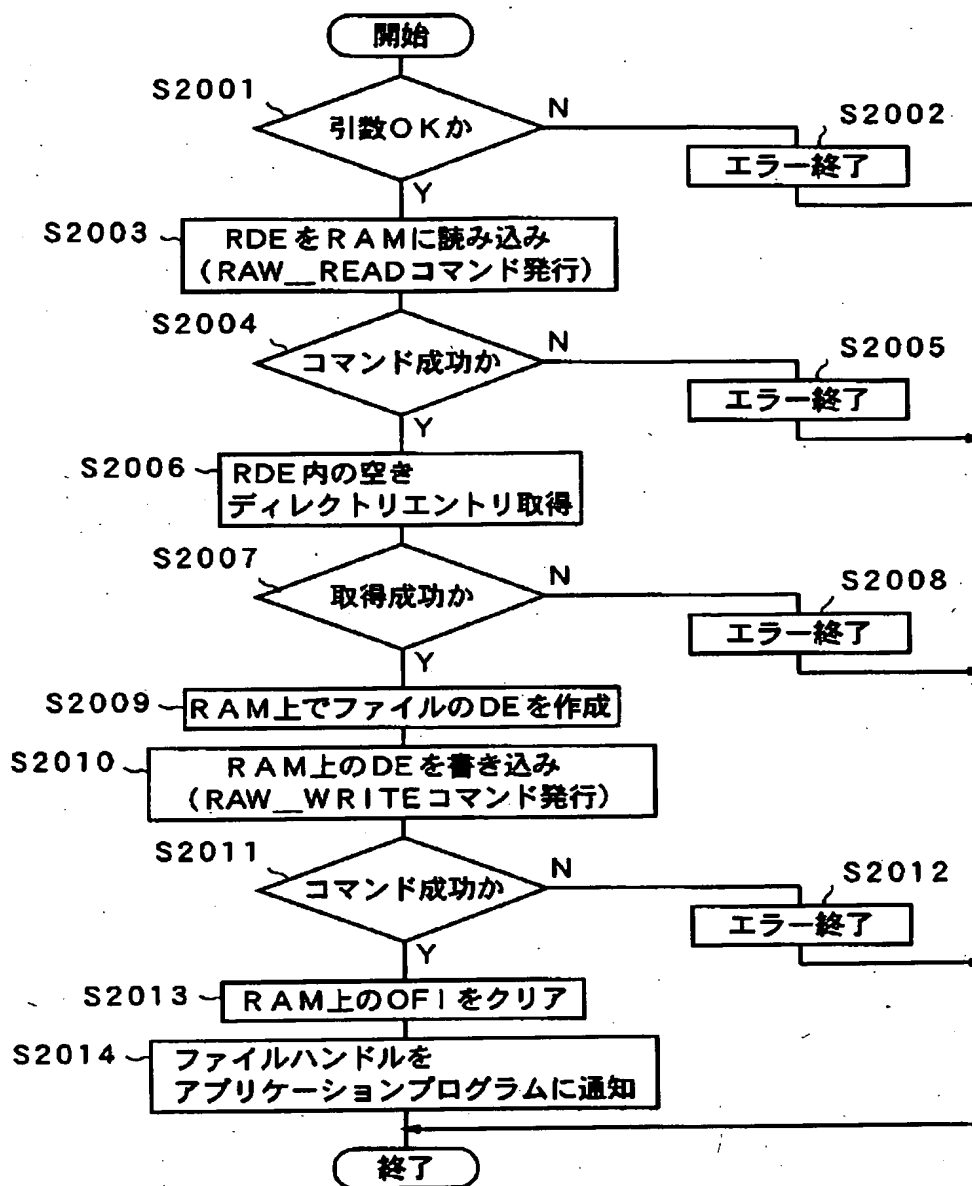 開始
S2001
引数OKか
N
S2002
エラー終了
Y
S2003
RDEをRAMに読み込み
(RAW__READコマンド発行)
S2004
コマンド成功か
N
S2005
エラー終了
Y
S2006
RDE内の空き
ディレクトリエントリ取得
S2007
取得成功か
N
S2008
エラー終了
Y
S2009
RAM上でファイルのDEを作成
S2010
RAM上のDEを書き込み
(RAW__WRITEコマンド発行)
S2011
コマンド成功か
N
S2012
エラー終了
Y
S2013
RAM上のOFIをクリア
S2014
ファイルハンドルを
アプリケーションプログラムに通知
終了